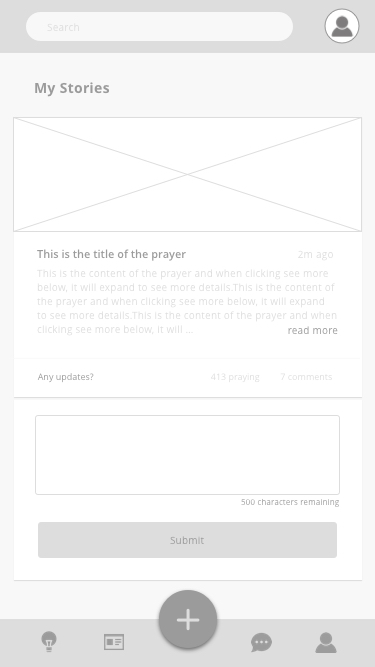 Search
My Stories
This is the title of the prayer
2m ago
This is the content of the prayer and when clicking see more
below, it will expand to see more details.This is the content of
the prayer and when clicking see more below, it will expand
to see more details.This is the content of the prayer and when
clicking see more below, it will ...
read more
Any updates?
413 praying
7 comments
500 characters remaining
Submit